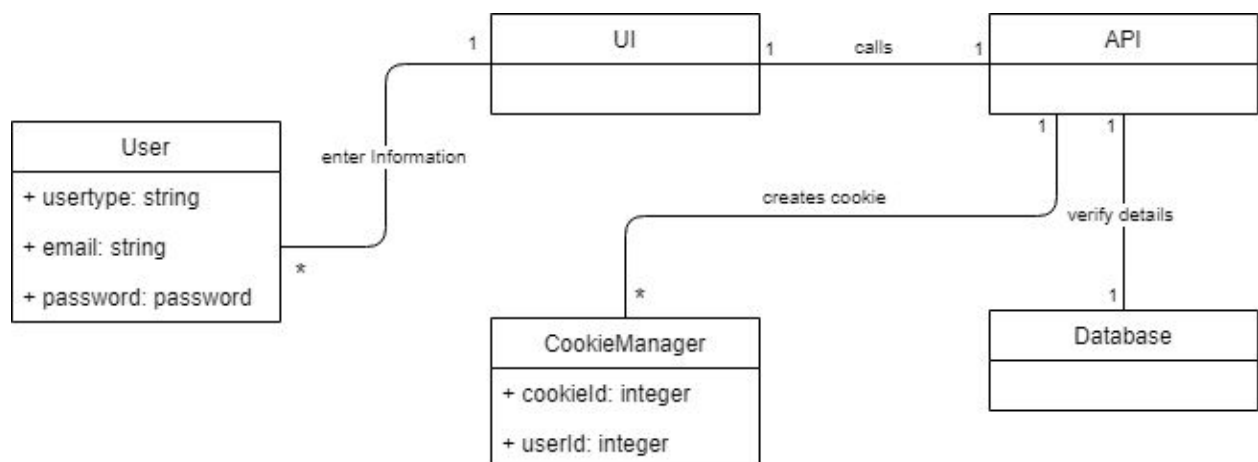 UI
API
1
1
calls
1
User
+ usertype: string
+ email: string
+ password: password
enter Information
*
1
1
creates cookie
verify details
*
1
CookieManager
+ cookieId: integer
+ userId: integer
Database